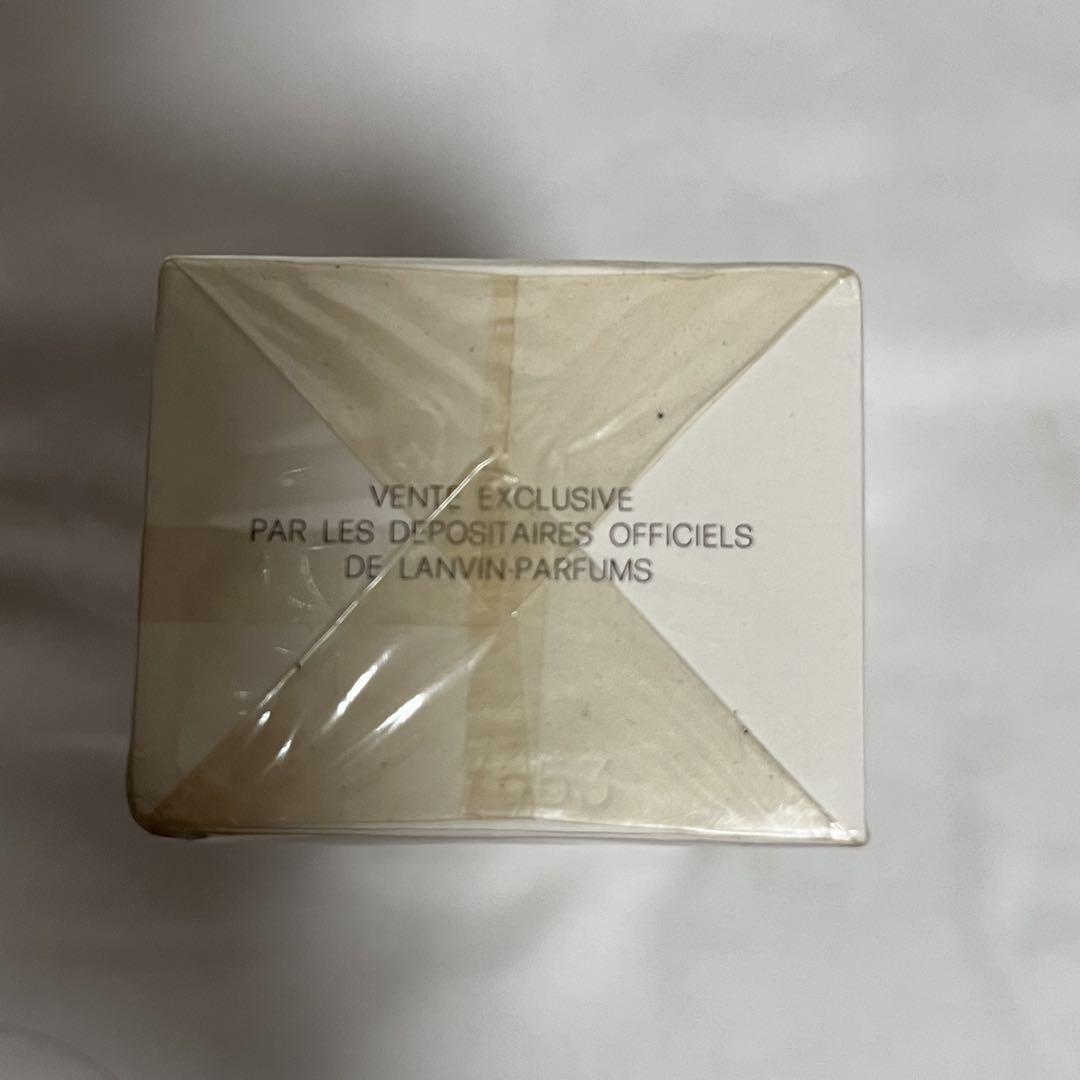 VENTE EXCLUSIVE
PAR LES DEPOSITAIRES OFFICIELS
DE LANVIN-PARFUMS